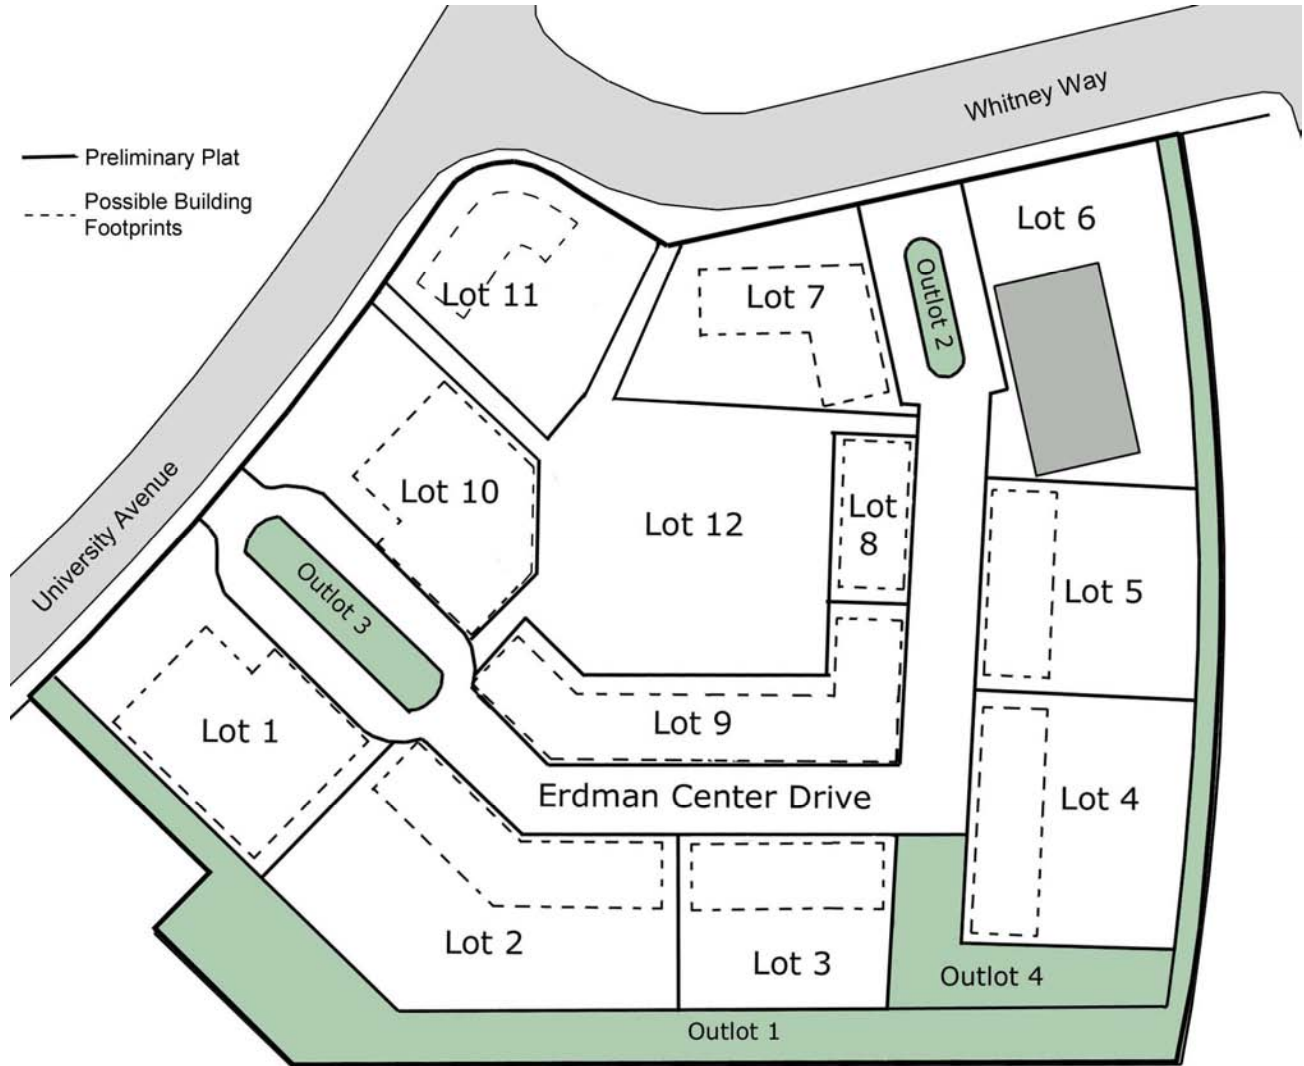 Whitney Way
Preliminary Plat
Possible Building
Footprints
Lot 6
Lot 11
Lot 7
Outlot 2
Lot 10
Lot 12
Lot
8
University Avenue
Outlot 3
Lot 5
Lot 1
Lot 9
Erdman Center Drive
Lot 4
Lot 2
Lot 3
Outlot 4
Outlot 1